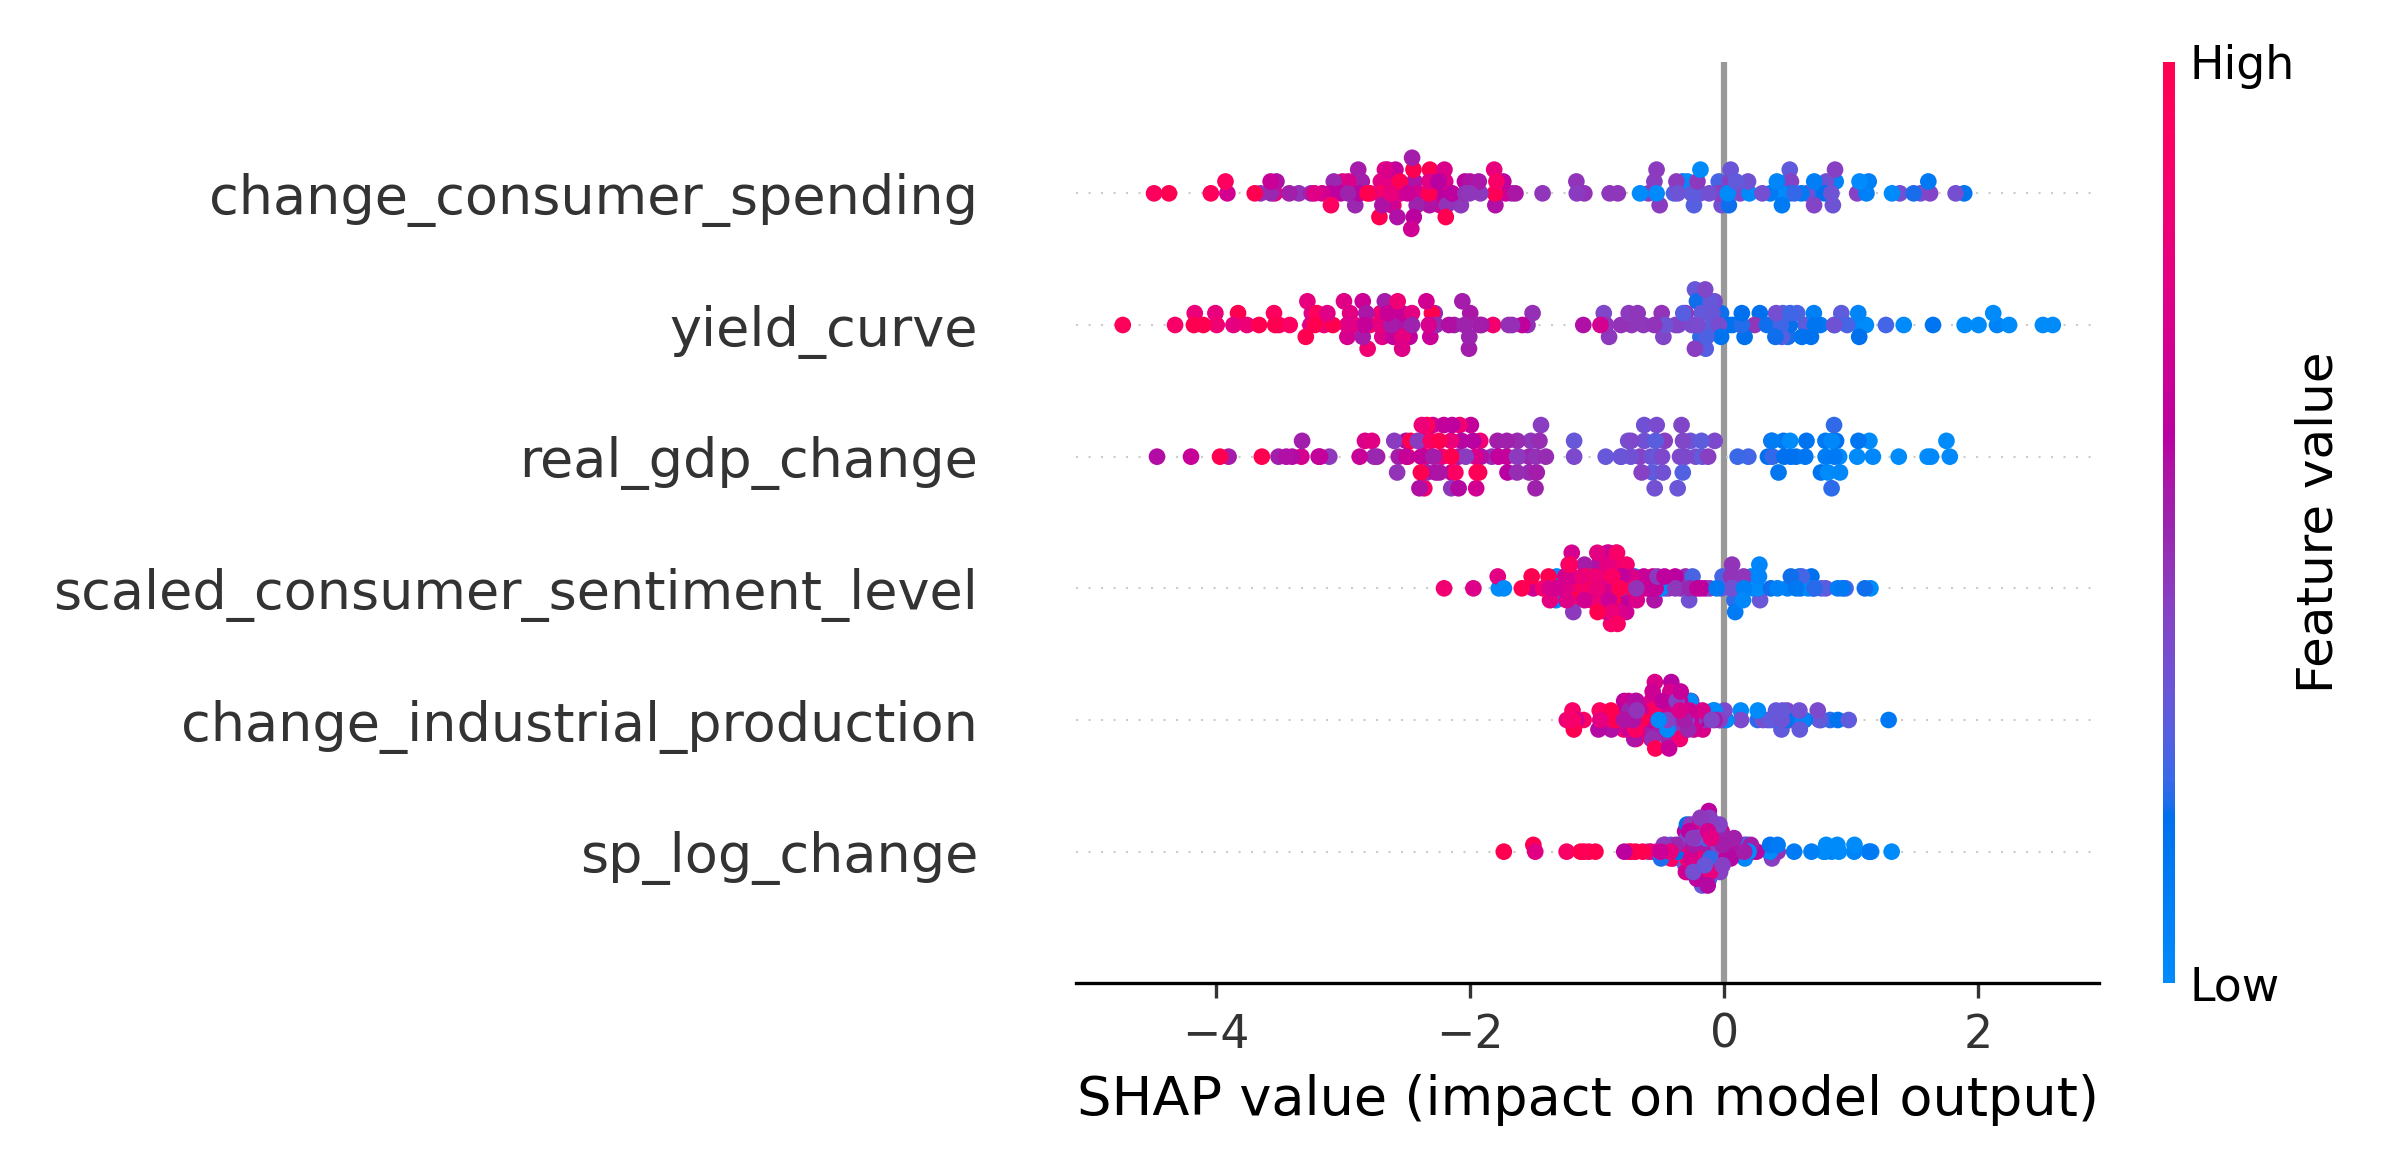 High
change_consumer_spending
yield_curve
real_gdp_change
scaled_consumer_sentiment_level
change_industrial_production
sp_log_change
Feature value
Low
−4 −2 0 2
SHAP value (impact on model output)